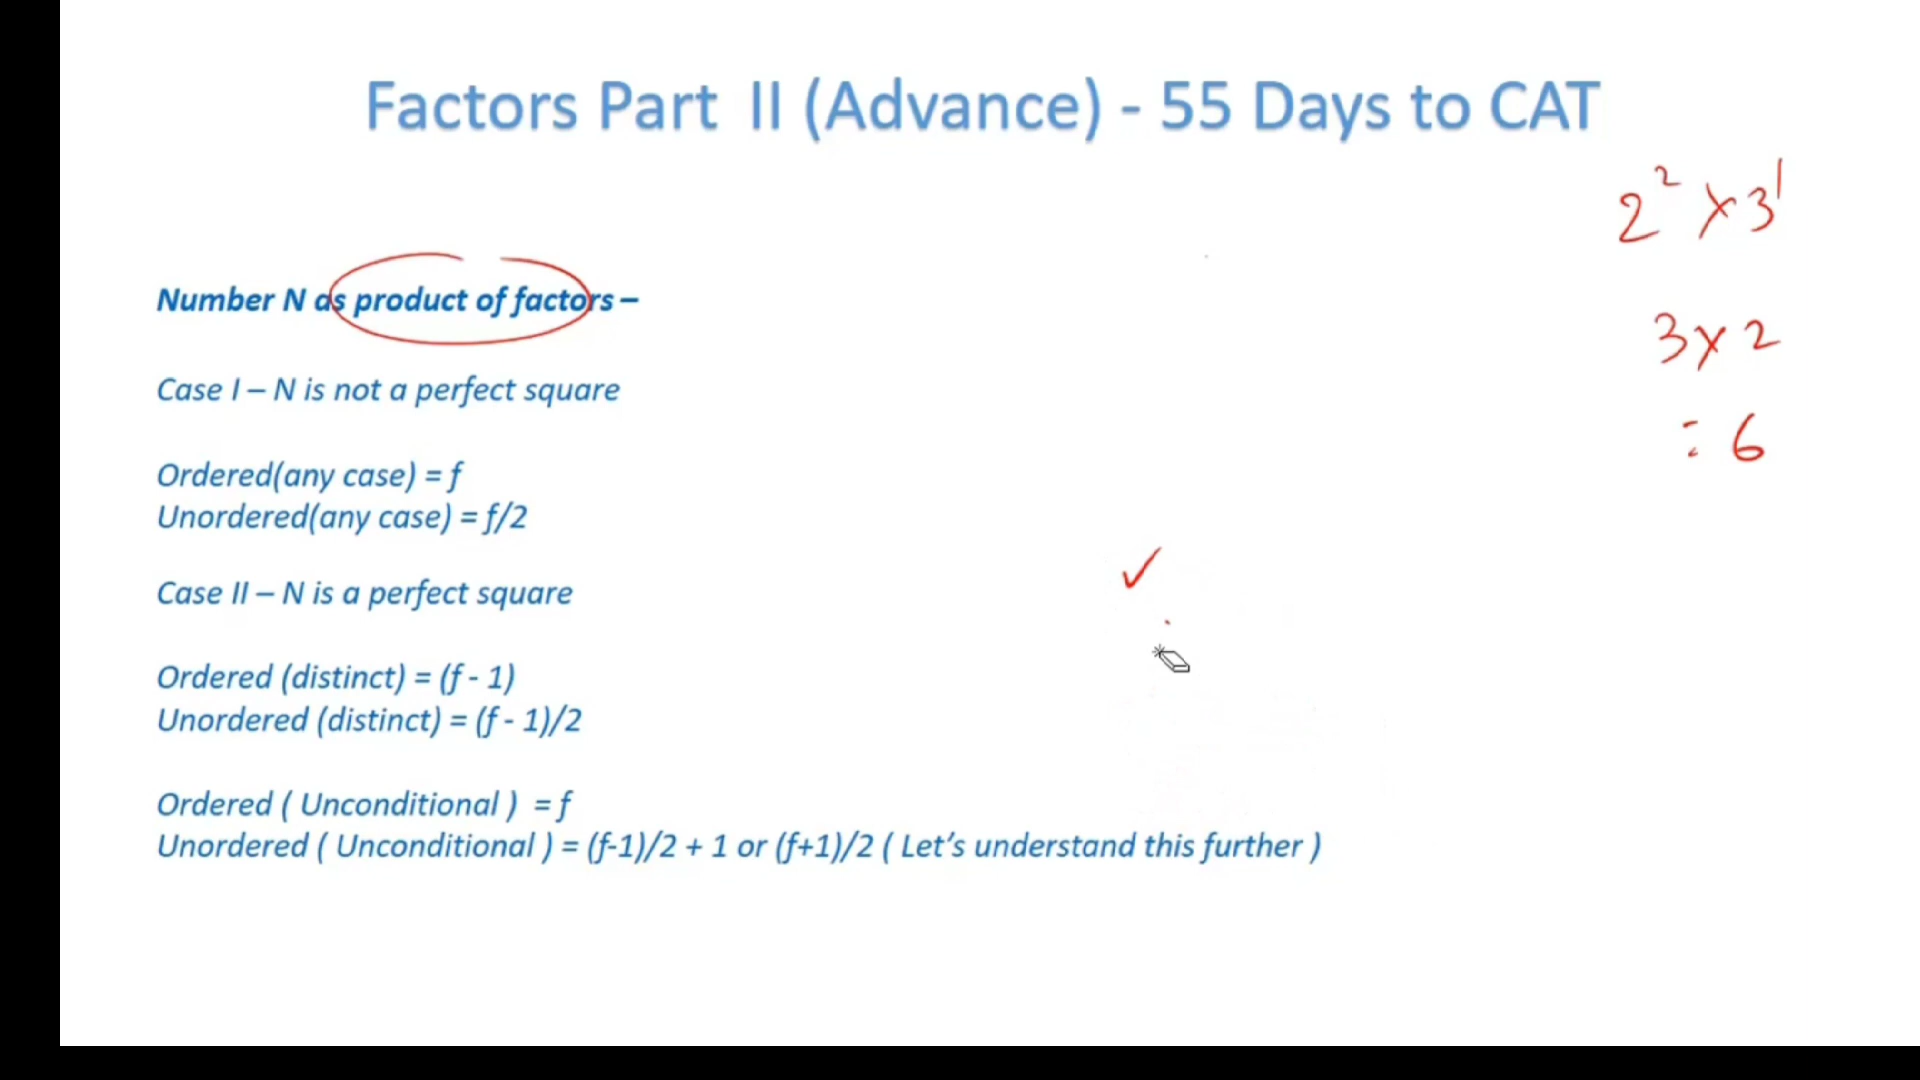 Factors Part II (Advance) - 55 Days to CAT
2² × 3¹
Number N as product of factors –
3 × 2
Case I – N is not a perfect square
= 6
Ordered(any case) = f
Unordered(any case) = f/2
Case II – N is a perfect square
Ordered (distinct) = (f - 1)
Unordered (distinct) = (f - 1)/2
Ordered ( Unconditional ) = f
Unordered ( Unconditional ) = (f-1)/2 + 1 or (f+1)/2 ( Let’s understand this further )